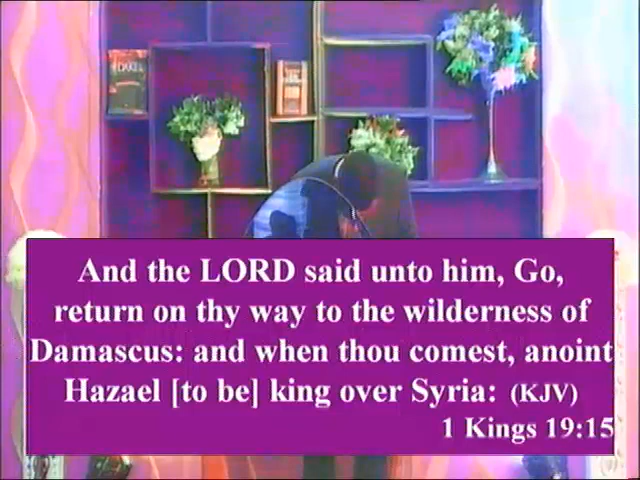 And the LORD said unto him, Go,
return on thy way to the wilderness of
Damascus: and when thou comest, anoint
Hazael [to be] king over Syria: (KJV)
1 Kings 19:15